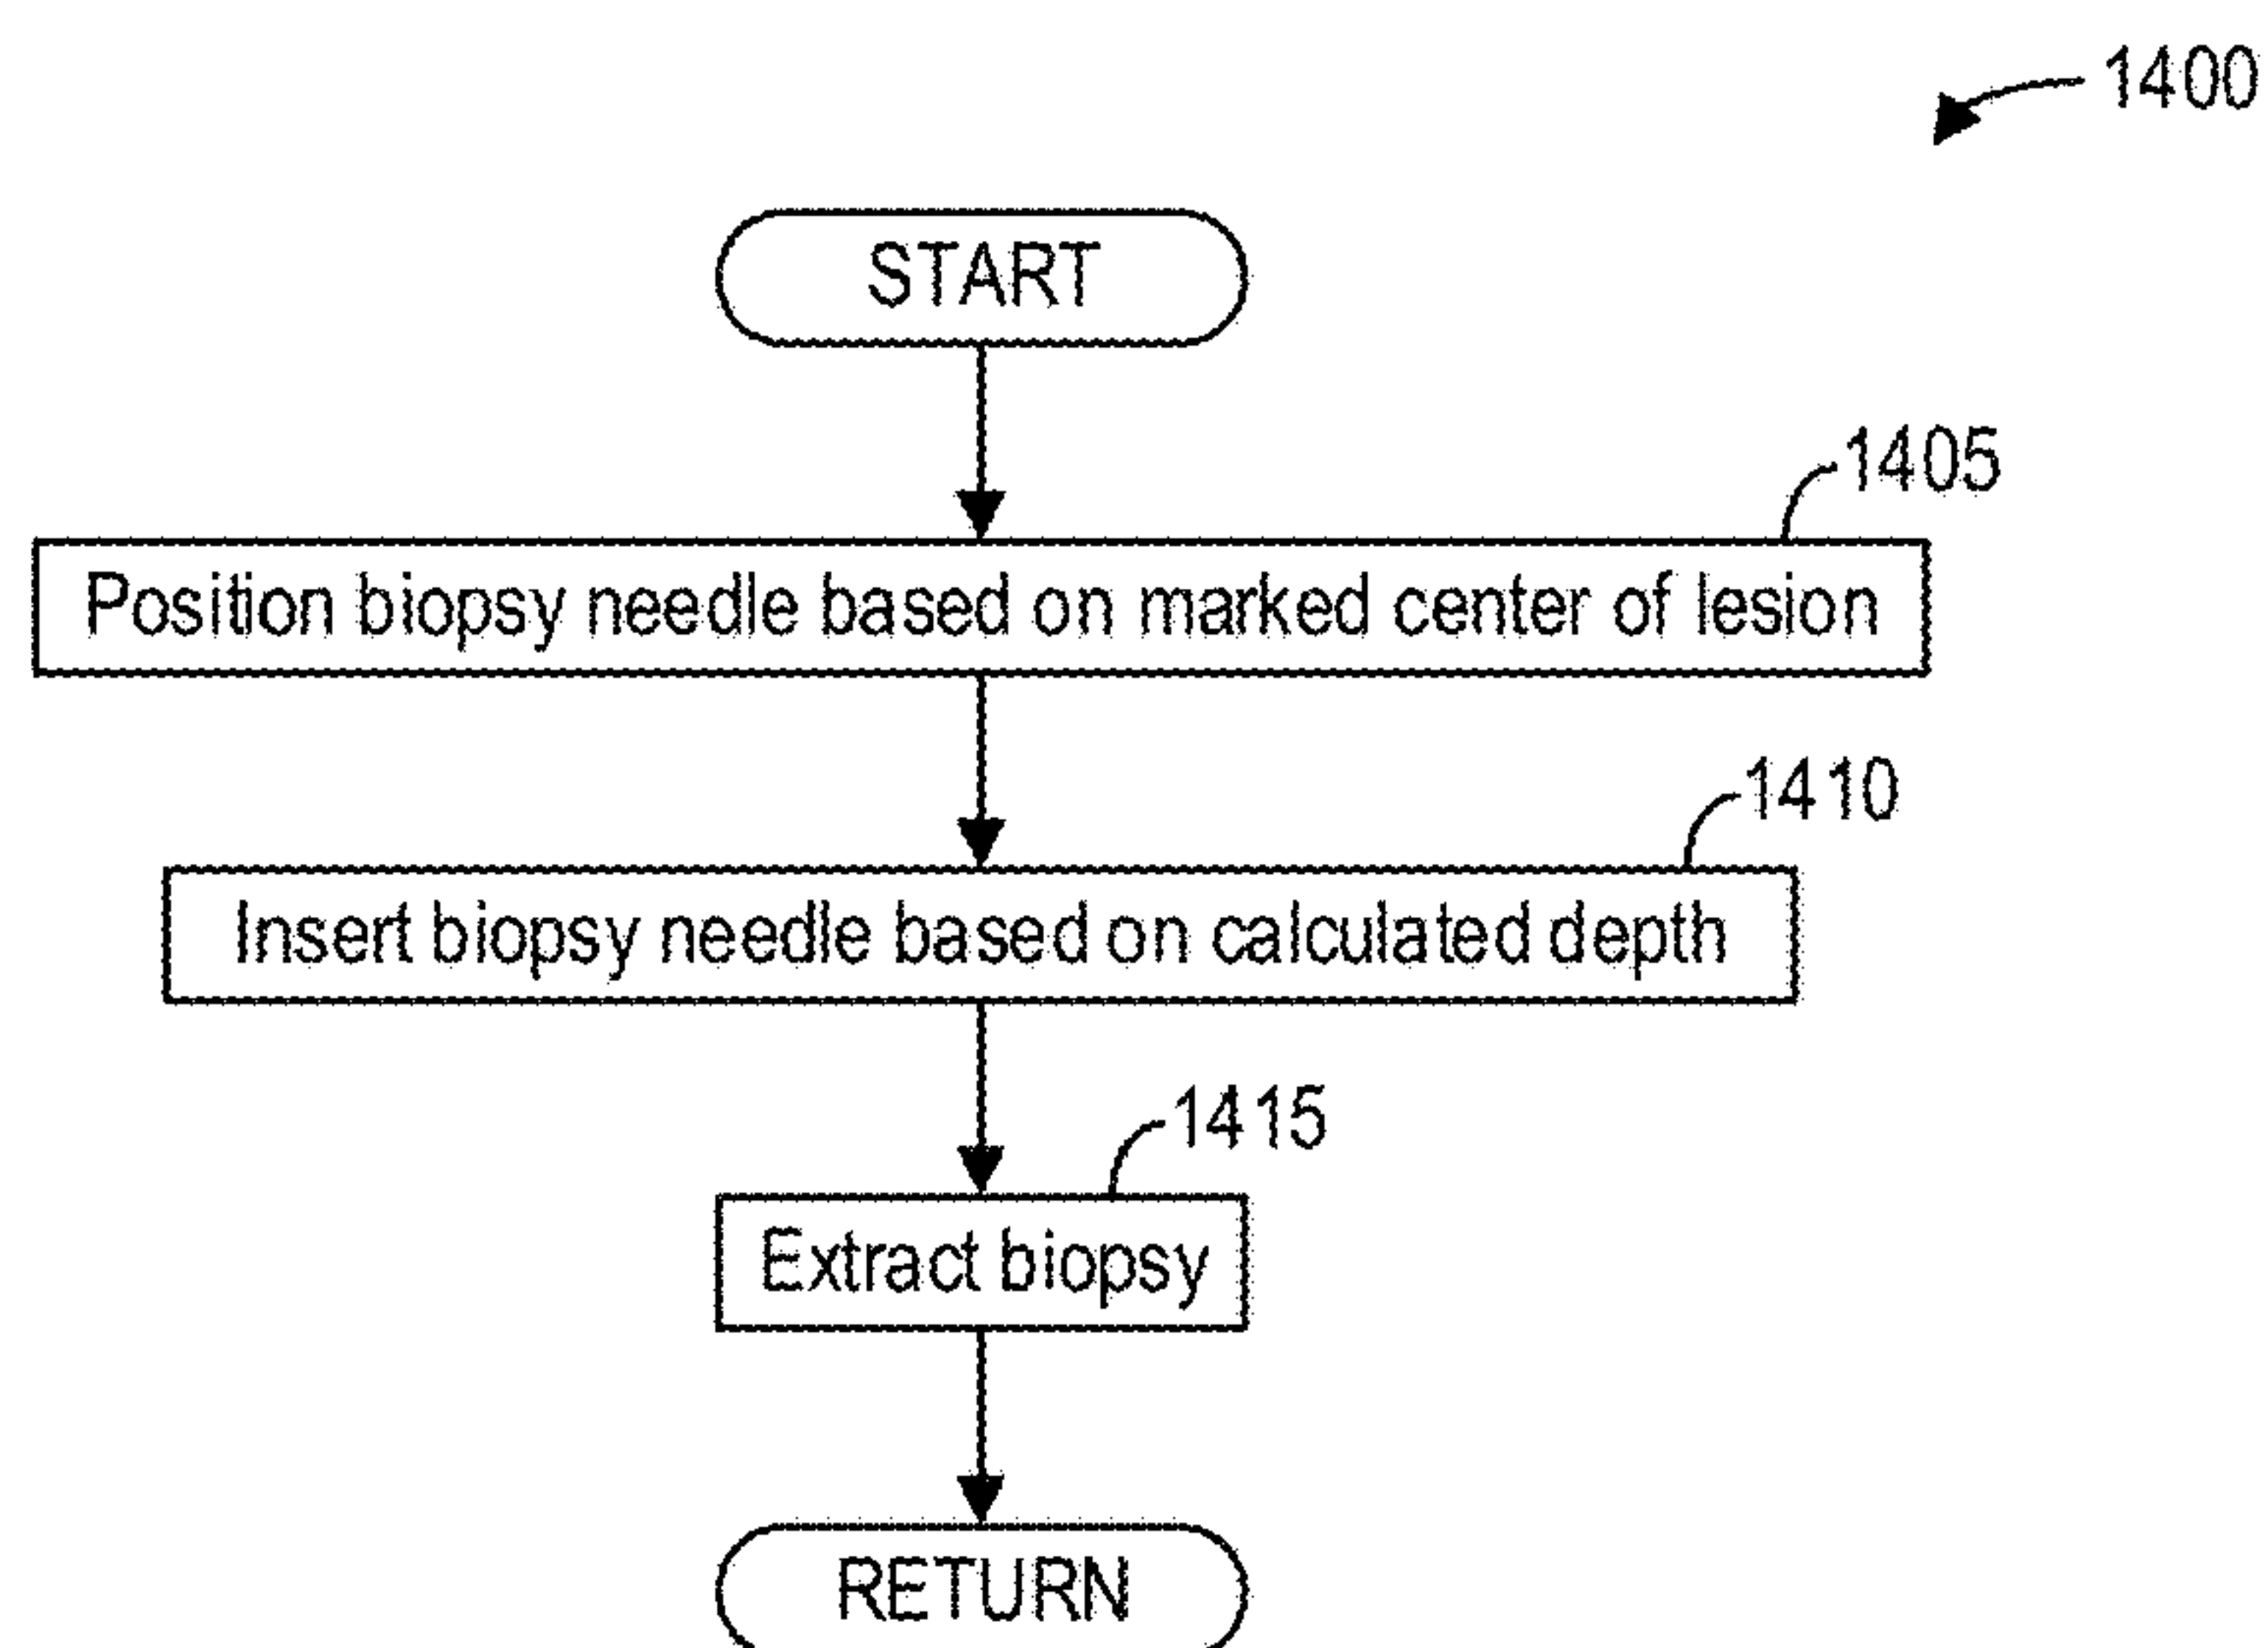 1400
START
1405
Position biopsy needle based on marked center of lesion
1410
Insert biopsy needle based on calculated depth
1415
Extract biopsy
RETURN